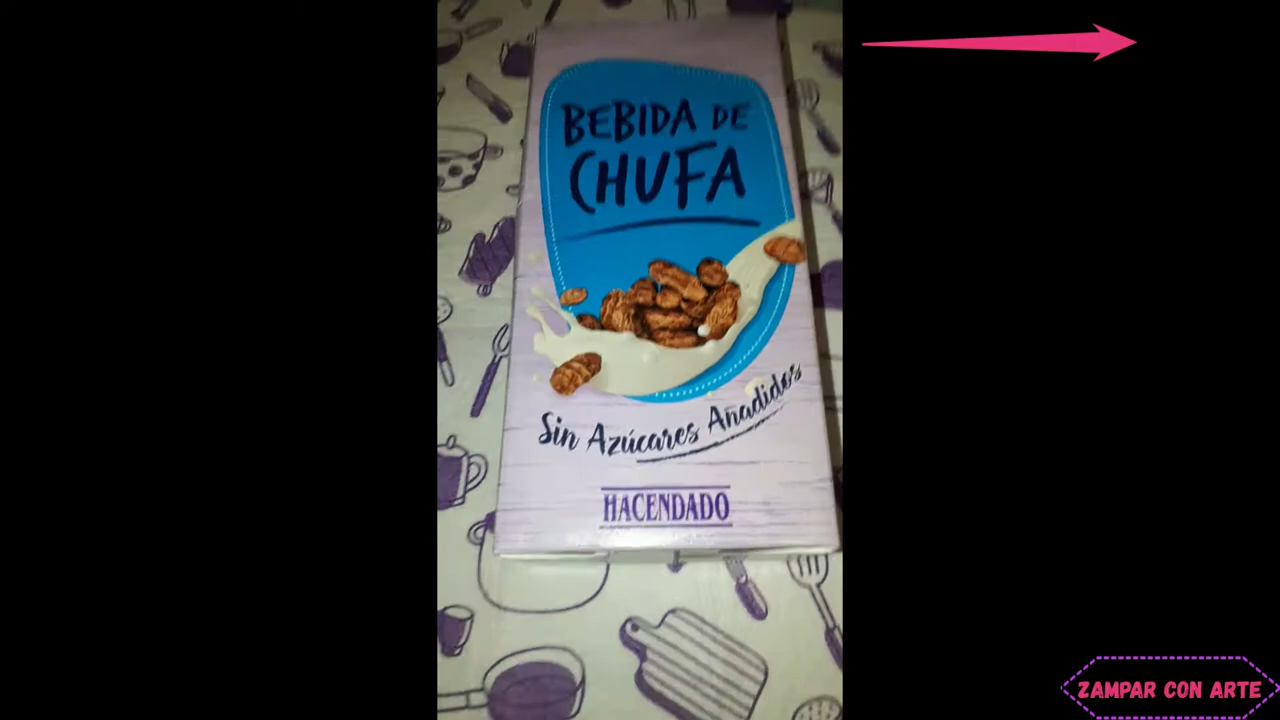 BEBIDA DE
CHUFA
Sin Azúcares Añadidos
HACENDADO
ZAMPAR CON ARTE